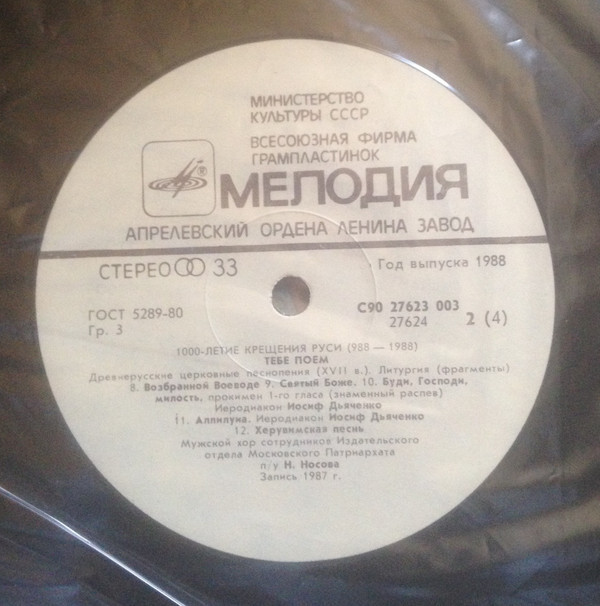 МИНИСТЕРСТВО
КУЛЬТУРЫ СССР
ВСЕСОЮЗНАЯ ФИРМА
ГРАМПЛАСТИНОК
® МЕЛОДИЯ
АПРЕЛЕВСКИЙ ОРДЕНА ЛЕНИНА ЗАВОД
СТЕРЕО 33
Год выпуска 1988
ГОСТ 5289-80
Гр. 3
С90 27623 003
27624 2 (4)
1000-ЛЕТИЕ КРЕЩЕНИЯ РУСИ (988 — 1988)
ТЕБЕ ПОЕМ
Древнерусские церковные песнопения (XVII в.). Литургия (фрагменты)
8. Возбранной Воеводе 9. Святый Боже. 10. Буди, Господи,
милость, прокимен 1-го гласа (знаменный распев)
Иеродиакон Иосиф Дьяченко
11. Аллилуиа. Иеродиакон Иосиф Дьяченко
12. Херувимская песнь
Мужской хор сотрудников Издательского
отдела Московского Патриархата
п/у Н. Носова
Запись 1987 г.